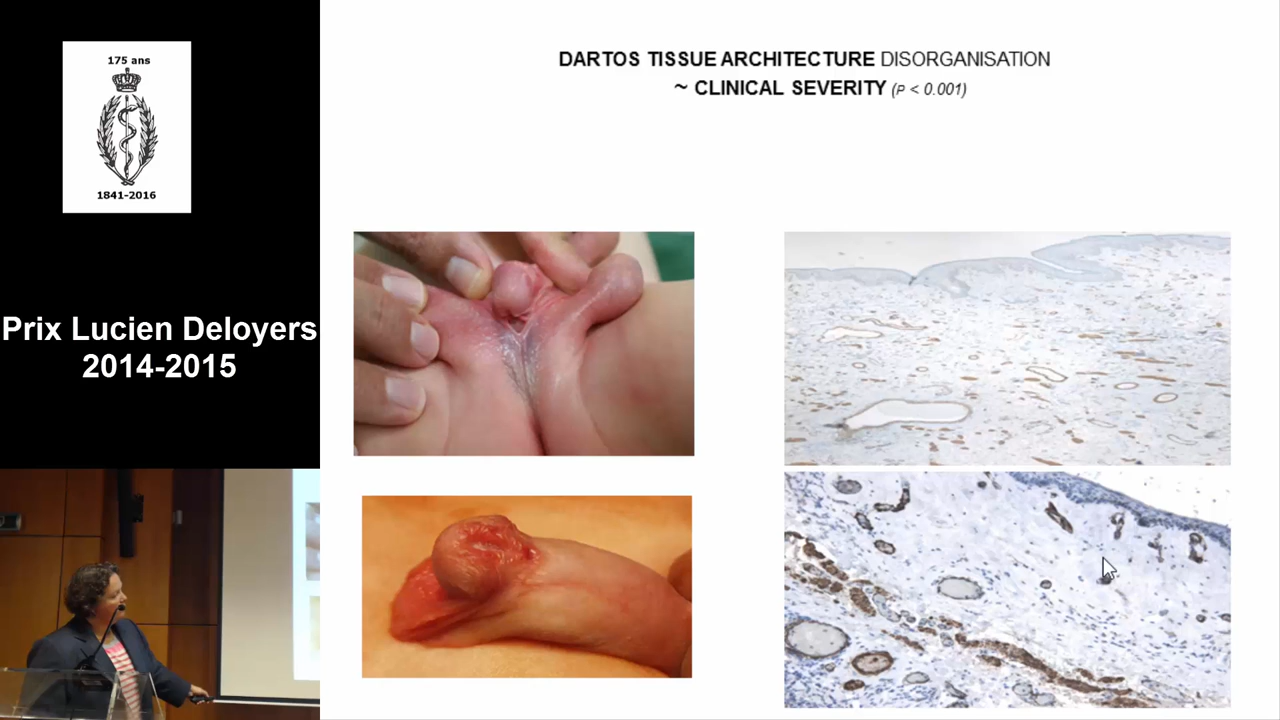 175 ans
1841-2016
Prix Lucien Deloyers
2014-2015
DARTOS TISSUE ARCHITECTURE DISORGANISATION
~ CLINICAL SEVERITY (P < 0.001)